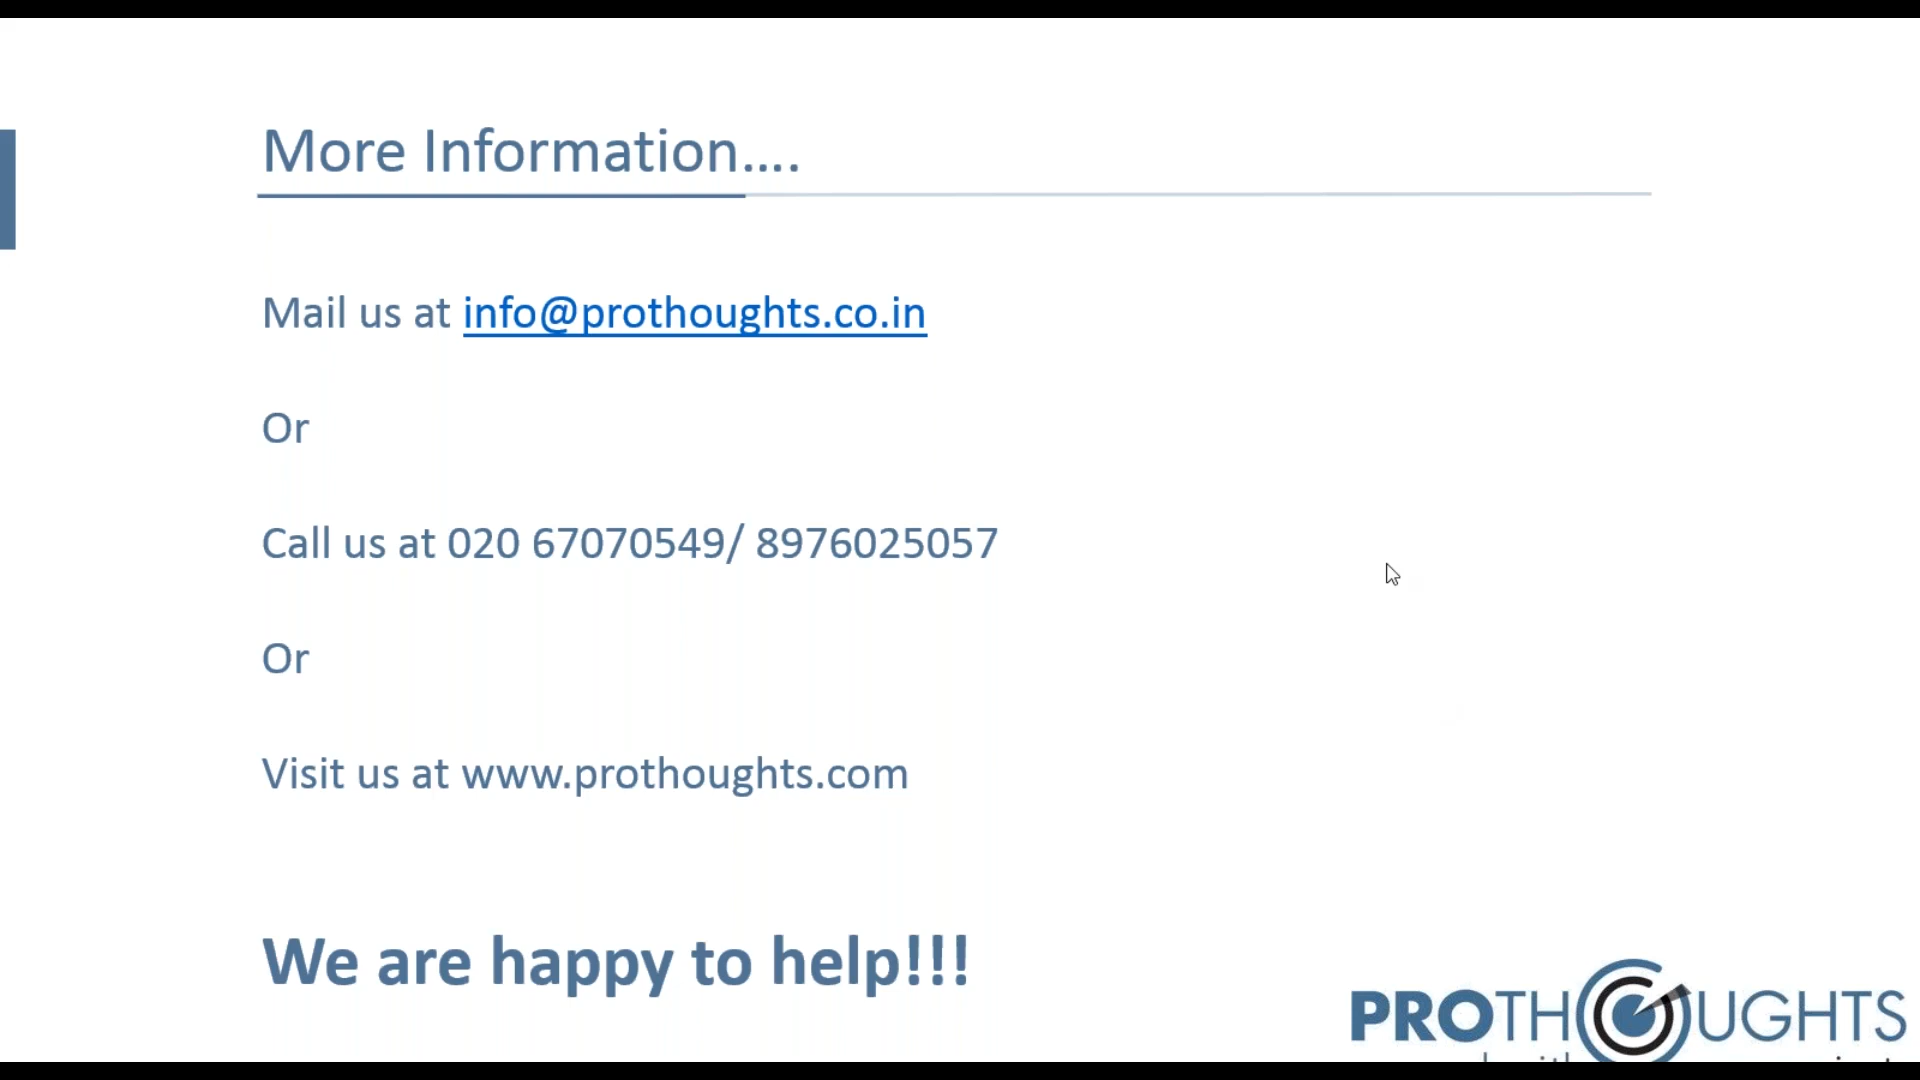 More Information....
Mail us at info@prothoughts.co.in
Or
Call us at 020 67070549/ 8976025057
Or
Visit us at www.prothoughts.com
We are happy to help!!!
PROTHOUGHTS